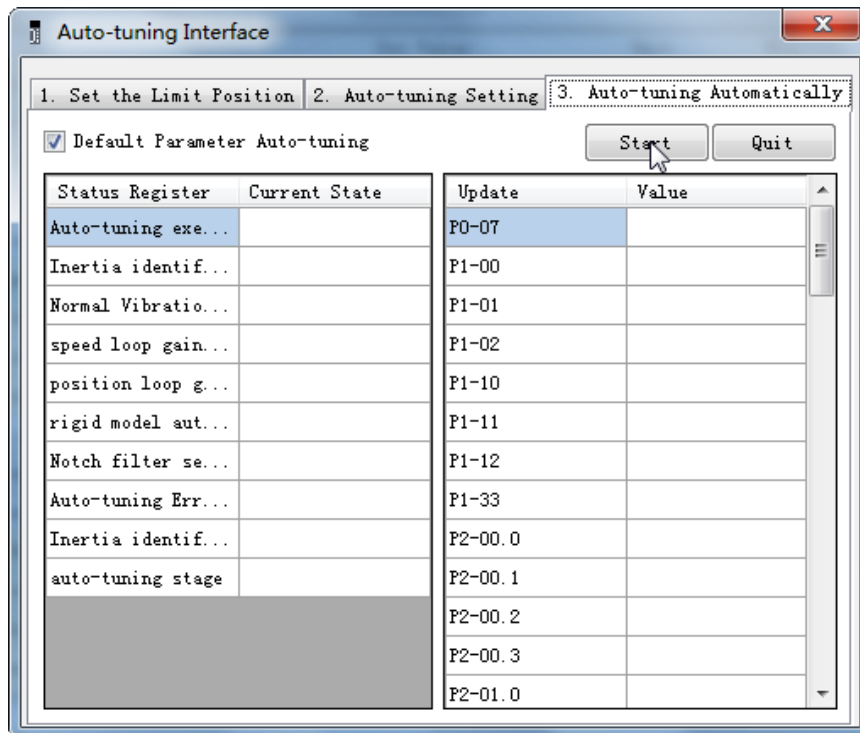 Auto-tuning Interface
1. Set the Limit Position 2. Auto-tuning Setting 3. Auto-tuning Automatically
Default Parameter Auto-tuning Start Quit
Status Register Current State Update Value
Auto-tuning exe... P0-07
Inertia identif... P1-00
Normal Vibratio... P1-01
speed loop gain... P1-02
position loop g... P1-10
rigid model aut... P1-11
Notch filter se... P1-12
Auto-tuning Err... P1-33
Inertia identif... P2-00.0
auto-tuning stage P2-00.1
P2-00.2
P2-00.3
P2-01.0